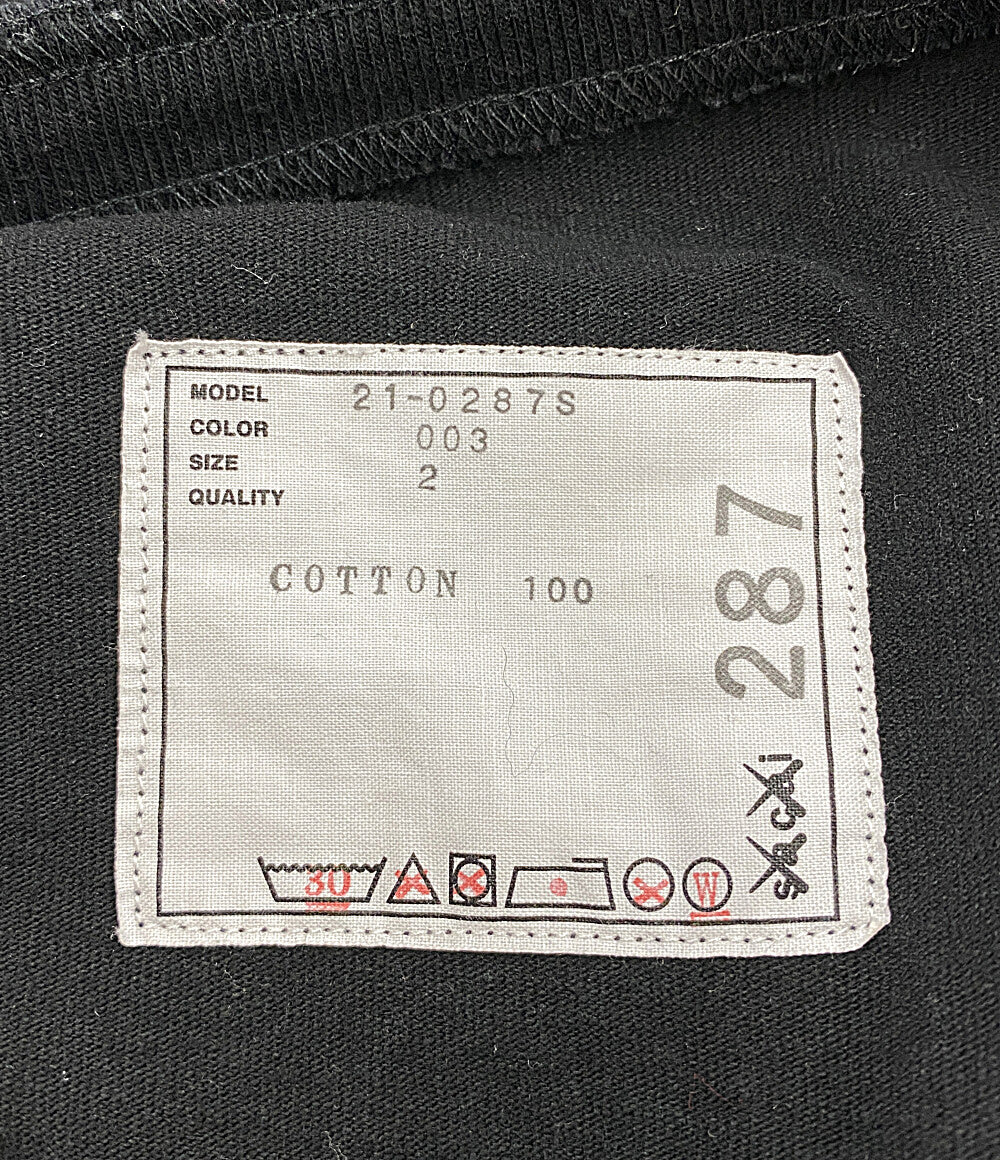 MODEL 21-0287S
COLOR 003
SIZE 2
QUALITY
COTTON 100
287
sacai
30
W